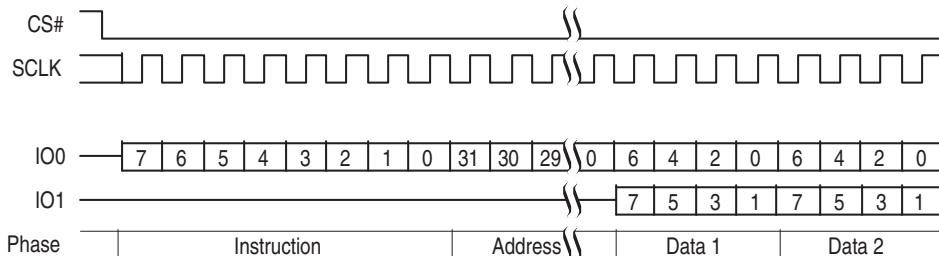 CS#
SCLK
IO0 7 6 5 4 3 2 1 0 31 30 29 0 6 4 2 0 6 4 2 0
IO1 7 5 3 1 7 5 3 1
Phase Instruction Address Data 1 Data 2